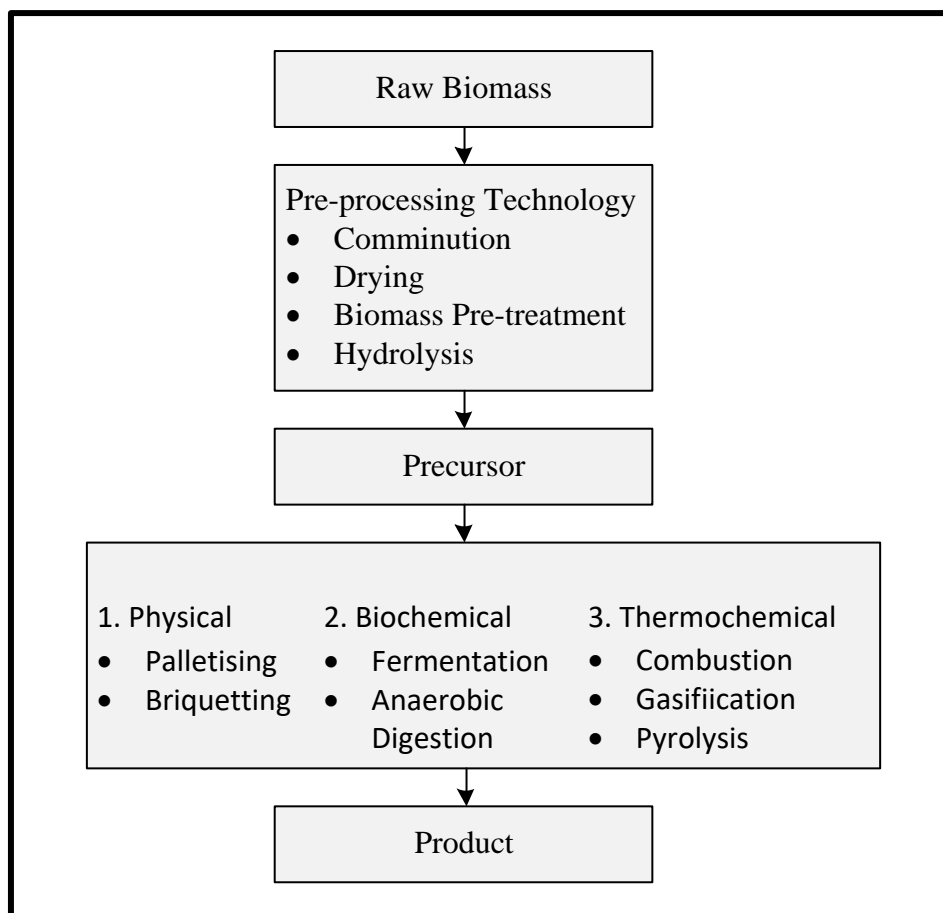 Raw Biomass
Pre-processing Technology
• Comminution
• Drying
• Biomass Pre-treatment
• Hydrolysis
Precursor
1. Physical
• Palletising
• Briquetting
2. Biochemical
• Fermentation
• Anaerobic
Digestion
3. Thermochemical
• Combustion
• Gasifiication
• Pyrolysis
Product